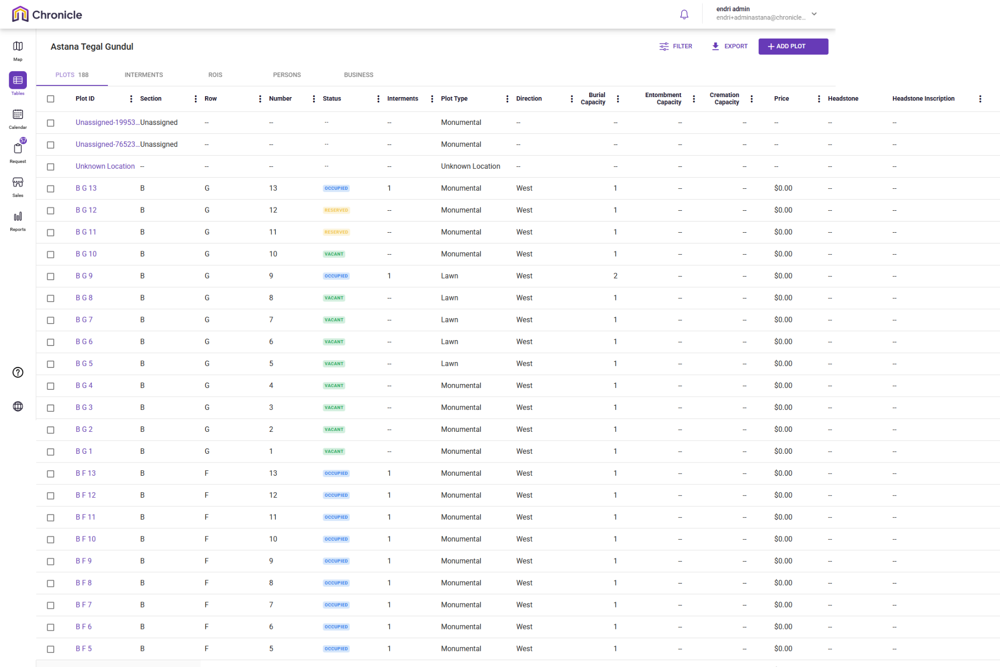 Chronicle
endri admin
endri+adminastana@chronicle...
Map
Tables
Calendar
57
Request
Sales
Reports
Astana Tegal Gundul
FILTER EXPORT + ADD PLOT
PLOTS 188 INTERMENTS ROIS PERSONS BUSINESS
Plot ID Section Row Number Status Interments Plot Type Direction Burial Capacity Entombment Capacity Cremation Capacity Price Headstone Headstone Inscription
Unassigned-19953... Unassigned -- -- -- -- Monumental -- -- -- -- -- -- --
Unassigned-76523... Unassigned -- -- -- -- Monumental -- -- -- -- -- -- --
Unknown Location -- -- -- -- -- Unknown Location -- -- -- -- -- -- --
B G 13 B G 13 OCCUPIED 1 Monumental West 1 -- -- $0.00 -- --
B G 12 B G 12 RESERVED -- Monumental West 1 -- -- $0.00 -- --
B G 11 B G 11 RESERVED -- Monumental West 1 -- -- $0.00 -- --
B G 10 B G 10 VACANT -- Monumental West 1 -- -- $0.00 -- --
B G 9 B G 9 OCCUPIED 1 Lawn West 2 -- -- $0.00 -- --
B G 8 B G 8 VACANT -- Lawn West 1 -- -- $0.00 -- --
B G 7 B G 7 VACANT -- Lawn West 1 -- -- $0.00 -- --
B G 6 B G 6 VACANT -- Lawn West 1 -- -- $0.00 -- --
B G 5 B G 5 VACANT -- Lawn West 1 -- -- $0.00 -- --
B G 4 B G 4 VACANT -- Monumental West 1 -- -- $0.00 -- --
B G 3 B G 3 VACANT -- Monumental West 1 -- -- $0.00 -- --
B G 2 B G 2 VACANT -- Monumental West 1 -- -- $0.00 -- --
B G 1 B G 1 VACANT -- Monumental West 1 -- -- $0.00 -- --
B F 13 B F 13 OCCUPIED 1 Monumental West 1 -- -- $0.00 -- --
B F 12 B F 12 OCCUPIED 1 Monumental West 1 -- -- $0.00 -- --
B F 11 B F 11 OCCUPIED 1 Monumental West 1 -- -- $0.00 -- --
B F 10 B F 10 OCCUPIED 1 Monumental West 1 -- -- $0.00 -- --
B F 9 B F 9 OCCUPIED 1 Monumental West 1 -- -- $0.00 -- --
B F 8 B F 8 OCCUPIED 1 Monumental West 1 -- -- $0.00 -- --
B F 7 B F 7 OCCUPIED 1 Monumental West 1 -- -- $0.00 -- --
B F 6 B F 6 OCCUPIED 1 Monumental West 1 -- -- $0.00 -- --
B F 5 B F 5 OCCUPIED 1 Monumental West 1 -- -- $0.00 -- --